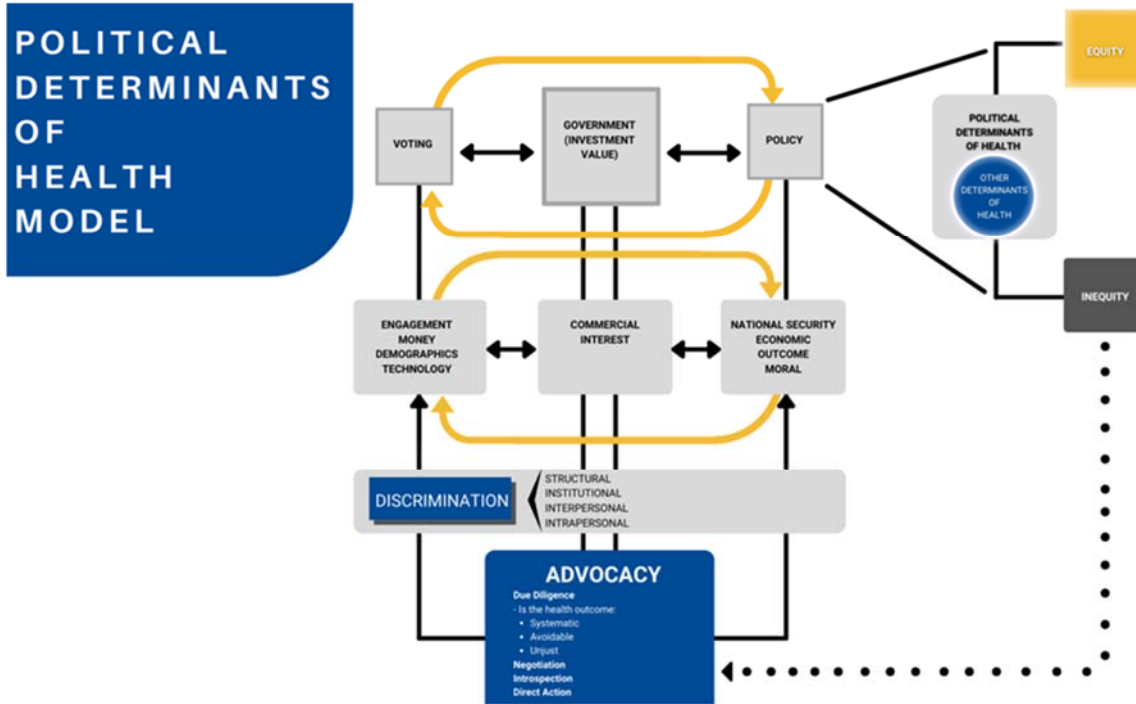 POLITICAL
DETERMINANTS
OF
HEALTH
MODEL
VOTING
GOVERNMENT
(INVESTMENT
VALUE)
POLICY
EQUITY
POLITICAL
DETERMINANTS
OF HEALTH
OTHER
DETERMINANTS
OF
HEALTH
INEQUITY
ENGAGEMENT
MONEY
DEMOGRAPHICS
TECHNOLOGY
COMMERCIAL
INTEREST
NATIONAL SECURITY
ECONOMIC
OUTCOME
MORAL
DISCRIMINATION
STRUCTURAL
INSTITUTIONAL
INTERPERSONAL
INTRAPERSONAL
ADVOCACY
Due Diligence
- Is the health outcome:
• Systematic
• Avoidable
• Unjust
Negotiation
Introspection
Direct Action